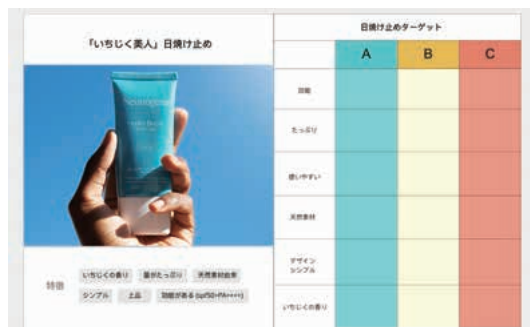 「いちじく美人」日焼け止め
Neutrogena
特徴
いちじくの香り 量がたっぷり 天然素材由来
シンプル 上品 効能がある (spf50+PA++++)
日焼け止めターゲット
A B C
効能
たっぷり
使いやすい
天然素材
デザイン
シンプル
いちじくの香り